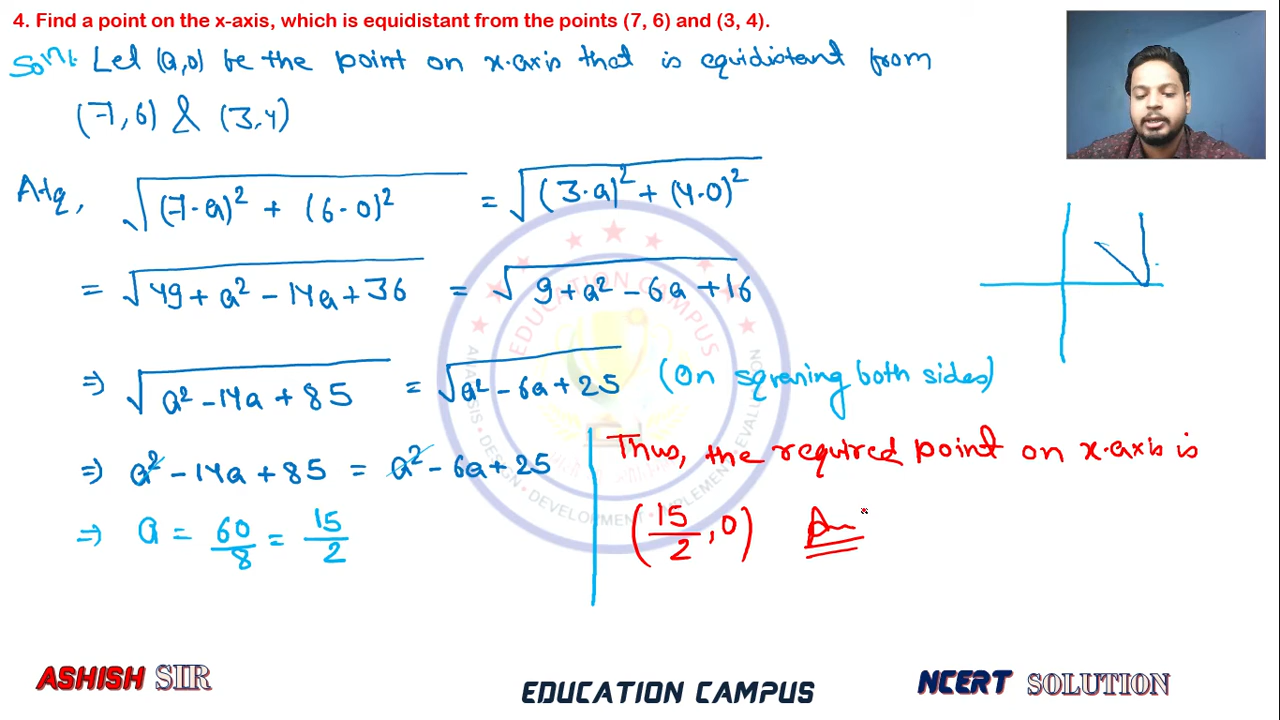 4. Find a point on the x-axis, which is equidistant from the points (7, 6) and (3, 4).
Soln: Let (a,0) be the point on x-axis that is equidistant from
(7,6) & (3,4)
Atq, √((7-a)² + (6-0)²) = √((3-a)² + (4-0)²)
= √(49 + a² - 14a + 36) = √(9 + a² - 6a + 16)
⇒ √(a² - 14a + 85) = √(a² - 6a + 25) (On squaring both sides)
⇒ a² - 14a + 85 = a² - 6a + 25
⇒ a = 60/8 = 15/2
Thus, the required point on x-axis is
(15/2, 0) Ans
EDUCATION CAMPUS
ASHISH SIR
EDUCATION CAMPUS
NCERT SOLUTION